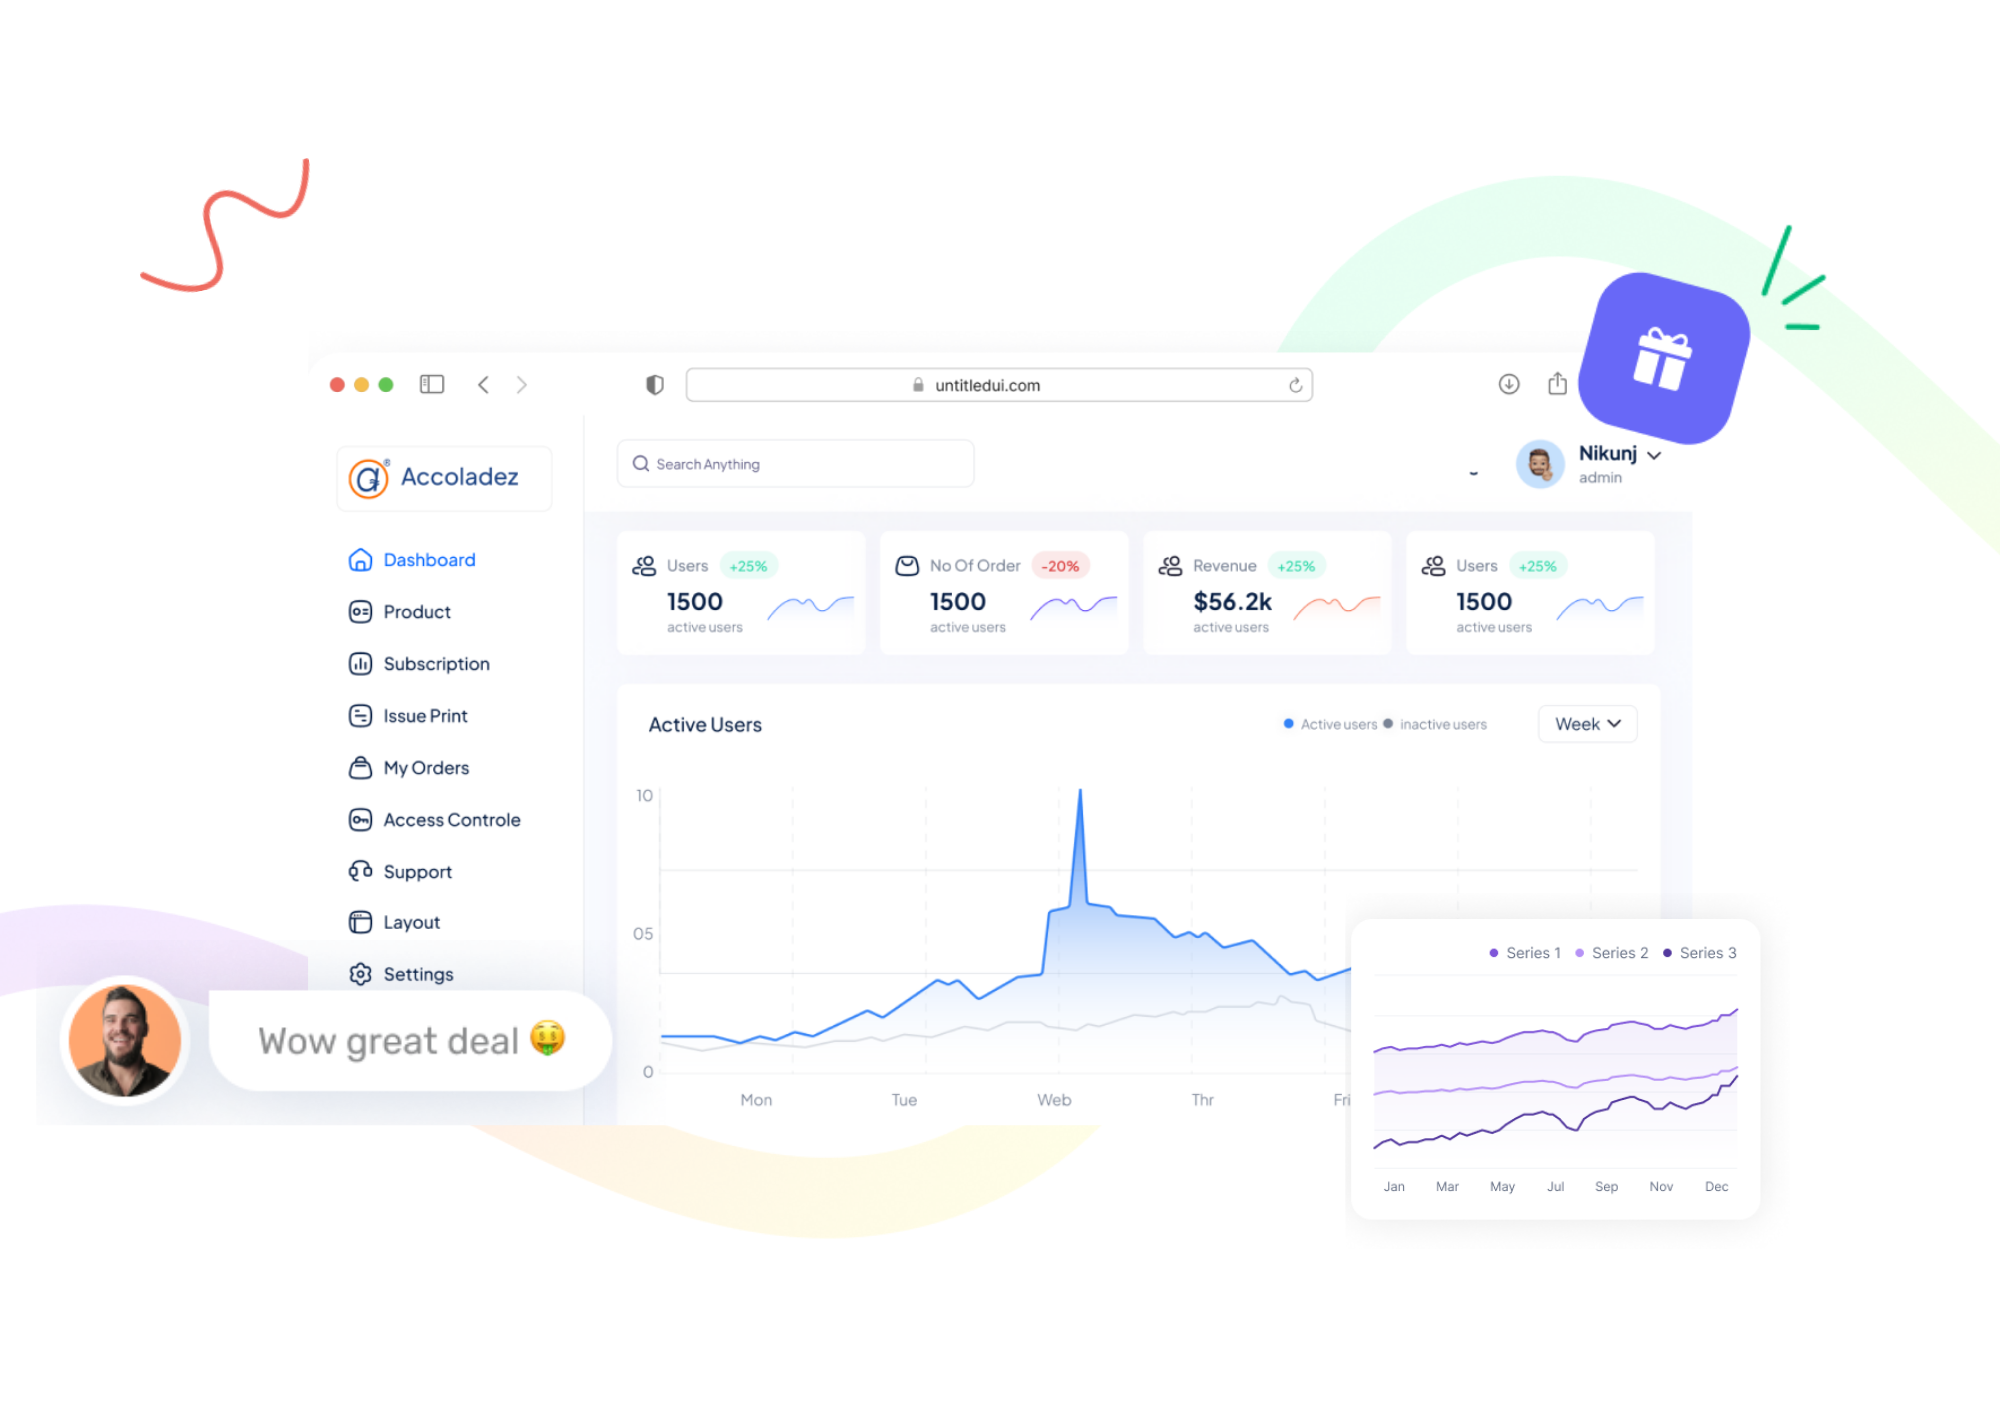 untitledui.com
Accoladez
Search Anything
Nikunj
admin
Dashboard
Product
Subscription
Issue Print
My Orders
Access Controle
Support
Layout
Settings
Users +25%
1500
active users
No Of Order -20%
1500
active users
Revenue +25%
$56.2k
active users
Users +25%
1500
active users
Active Users
Active users inactive users
Week
10
05
0
Mon Tue Web Thr Fri
Series 1 Series 2 Series 3
Jan Mar May Jul Sep Nov Dec
Wow great deal 🤑